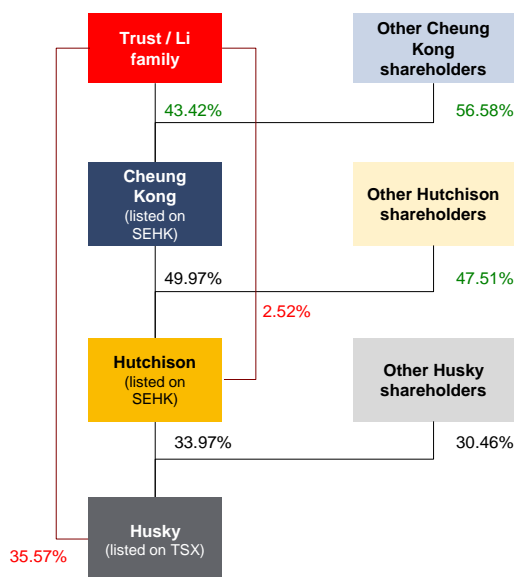 Trust / Li
family
Other Cheung
Kong
shareholders
43.42%
56.58%
Cheung
Kong
(listed on
SEHK)
Other Hutchison
shareholders
49.97%
47.51%
2.52%
Hutchison
(listed on
SEHK)
Other Husky
shareholders
33.97%
30.46%
Husky
(listed on TSX)
35.57%